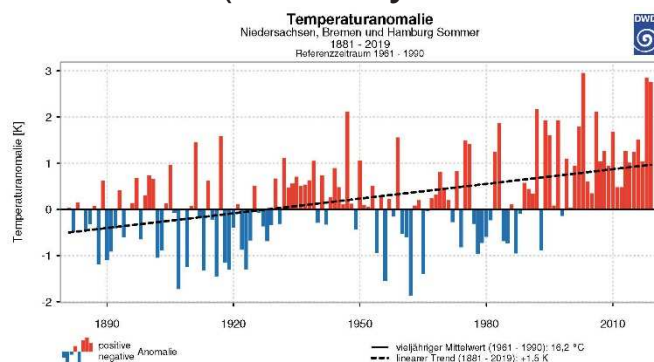 Temperaturanomalie
Niedersachsen, Bremen und Hamburg Sommer
1881 - 2019
Referenzzeitraum 1961 - 1990
DWD
Temperaturanomalie [K]
3
2
1
0
-1
-2
1890
1920
1950
1980
2010
positive
negative
Anomalie
vieljähriger Mittelwert (1961 - 1990): 16,2 °C
linearer Trend (1881 - 2019): +1,5 K